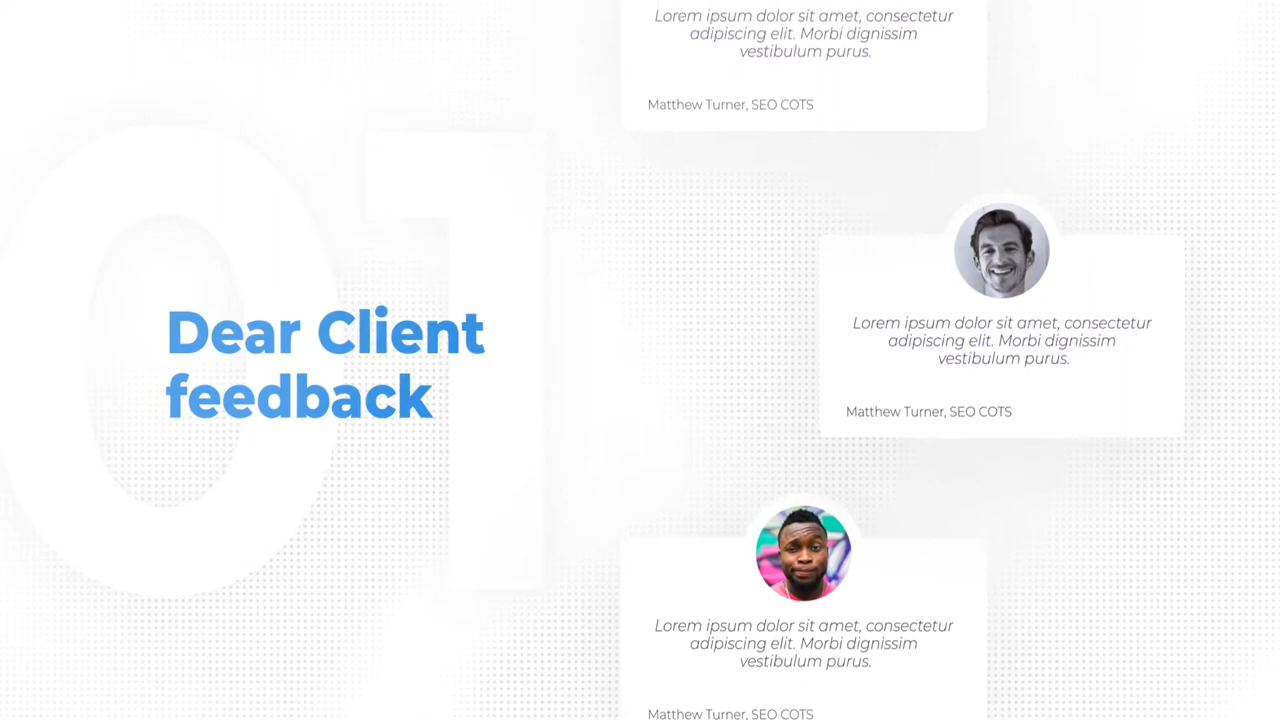 01
Dear Client
feedback
Lorem ipsum dolor sit amet, consectetur
adipiscing elit. Morbi dignissim
vestibulum purus.
Matthew Turner, SEO COTS
Lorem ipsum dolor sit amet, consectetur
adipiscing elit. Morbi dignissim
vestibulum purus.
Matthew Turner, SEO COTS
Lorem ipsum dolor sit amet, consectetur
adipiscing elit. Morbi dignissim
vestibulum purus.
Matthew Turner, SEO COTS